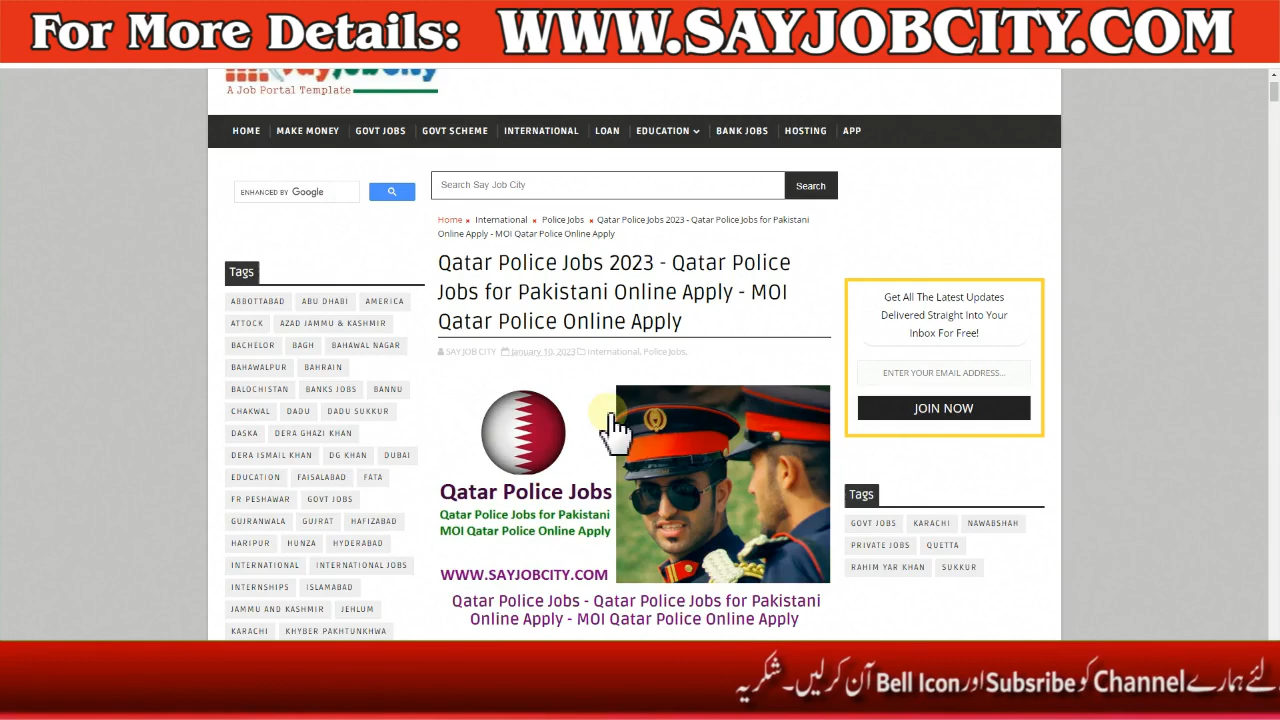 For More Details: WWW.SAYJOBCITY.COM
A Job Portal Template
HOME MAKE MONEY GOVT JOBS GOVT SCHEME INTERNATIONAL LOAN EDUCATION BANK JOBS HOSTING APP
ENHANCED BY Google
Search Say Job City
Search
Home × International × Police Jobs × Qatar Police Jobs 2023 - Qatar Police Jobs for Pakistani
Online Apply - MOI Qatar Police Online Apply
Qatar Police Jobs 2023 - Qatar Police
Jobs for Pakistani Online Apply - MOI
Qatar Police Online Apply
SAY JOB CITY January 10, 2023 International, Police Jobs,
Qatar Police Jobs
Qatar Police Jobs for Pakistani
MOI Qatar Police Online Apply
WWW.SAYJOBCITY.COM
Qatar Police Jobs - Qatar Police Jobs for Pakistani
Online Apply - MOI Qatar Police Online Apply
Tags
ABBOTTABAD ABU DHABI AMERICA
ATTOCK AZAD JAMMU & KASHMIR
BACHELOR BAGH BAHAWAL NAGAR
BAHAWALPUR BAHRAIN
BALOCHISTAN BANKS JOBS BANNU
CHAKWAL DADU DADU SUKKUR
DASKA DERA GHAZI KHAN
DERA ISMAIL KHAN DG KHAN DUBAI
EDUCATION FAISALABAD FATA
FR PESHAWAR GOVT JOBS
GUJRANWALA GUJRAT HAFIZABAD
HARIPUR HUNZA HYDERABAD
INTERNATIONAL INTERNATIONAL JOBS
INTERNSHIPS ISLAMABAD
JAMMU AND KASHMIR JEHLUM
KARACHI KHYBER PAKHTUNKHWA
Get All The Latest Updates
Delivered Straight Into Your
Inbox For Free!
ENTER YOUR EMAIL ADDRESS...
JOIN NOW
Tags
GOVT JOBS KARACHI NAWABSHAH
PRIVATE JOBS QUETTA
RAHIM YAR KHAN SUKKUR
لئے ہمارے Channel کو Subsribe اور Bell Icon آن کرلیں۔ شکریہ